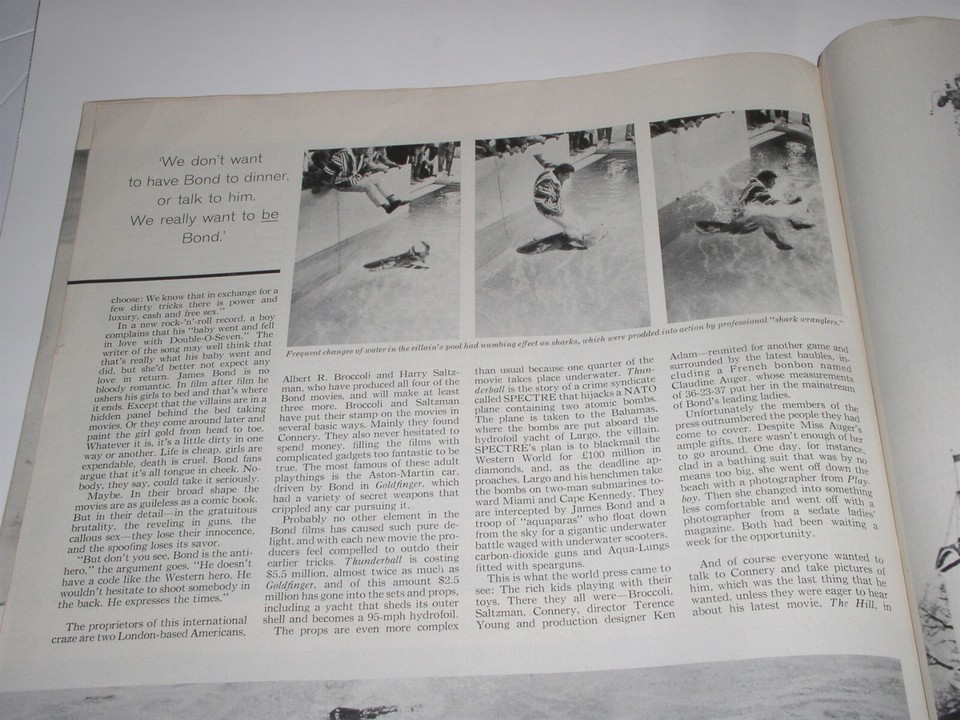 'We don't want
to have Bond to dinner,
or talk to him.
We really want to be
Bond.'
Frequent changes of water in the villain's pool had numbing effect on sharks, which were prodded into action by professional "shark wranglers."
choose: We know that in exchange for a
few dirty tricks there is power and
luxury, cash and free sex."
In a new rock-'n'-roll record, a boy
complains that his "baby went and fell
in love with Double-O-Seven." The
writer of the song may well think that
that's really what his baby went and
did, but she'd better not expect any
love in return. James Bond is no
bloody romantic. In film after film he
ushers his girl to bed and that's where
it ends. Except that the villains are in a
hidden panel behind the bed taking
movies. Or they come around later and
paint the girl gold from head to toe.
Whatever it is, it's a little dirty in one
way or another. Life is cheap, girls are
expendable, death is cruel. Bond fans
argue that it's all tongue in cheek. No-
body, they say, could take it seriously.
Maybe. In their broad shape the
movies are as guileless as a comic book.
But in their detail—in the gratuitous
brutality, the reveling in guns, the
callous sex—they lose their innocence,
and the spoofing loses its savor.
"But don't you see, Bond is the anti-
hero," the argument goes. "He doesn't
have a code like the Western hero. He
wouldn't hesitate to shoot somebody in
the back. He expresses the times."
The proprietors of this international
craze are two London-based Americans,
Albert R. Broccoli and Harry Saltz-
man, who have produced all four of the
Bond movies, and will make at least
three more. Broccoli and Saltzman
have put their stamp on the movies in
several basic ways. Mainly they found
Connery. They also never hesitated to
spend money, filling the films with
complicated gadgets too fantastic to be
true. The most famous of these adult
playthings is the Aston-Martin car,
driven by Bond in Goldfinger, which
had a variety of secret weapons that
crippled any car pursuing it.
Probably no other element in the
Bond films has caused such pure de-
light, and with each new movie the pro-
ducers feel compelled to outdo their
earlier tricks. Thunderball is costing
$5.5 million, almost twice as much as
Goldfinger, and of this amount $2.5
million has gone into the sets and props,
including a yacht that sheds its outer
shell and becomes a 95-mph hydrofoil.
The props are even more complex
than usual because one quarter of the
movie takes place underwater. Thun-
derball is the story of a crime syndicate
called SPECTRE that hijacks a NATO
plane containing two atomic bombs.
The plane is taken to the Bahamas,
where the bombs are put aboard the
hydrofoil yacht of Largo, the villain.
SPECTRE's plan is to blackmail the
Western World for £100 million in
diamonds, and, as the deadline ap-
proaches, Largo and his henchmen take
the bombs on two-man submarines to-
ward Miami and Cape Kennedy. They
are intercepted by James Bond and a
troop of "aquaparas" who float down
from the sky for a gigantic underwater
battle waged with underwater scooters,
carbon-dioxide guns and Aqua-Lungs
fitted with spearguns.
This is what the world press came to
see: The rich kids playing with their
toys. There they all were—Broccoli,
Saltzman, Connery, director Terence
Young and production designer Ken
Adam—reunited for another game and
surrounded by the latest baubles, in-
cluding a French bonbon named
Claudine Auger, whose measurements
of 36-23-37 put her in the mainstream
of Bond's leading ladies.
Unfortunately the members of the
press outnumbered the people they had
come to cover. Despite Miss Auger's
ample gifts, there wasn't enough of her
to go around. One day, for instance,
clad in a bathing suit that was by no
means too big, she went off down the
beach with a photographer from Play-
boy. Then she changed into something
less comfortable and went off with a
photographer from a sedate ladies'
magazine. Both had been waiting a
week for the opportunity.
And of course everyone wanted to
talk to Connery and take pictures of
him, which was the last thing that he
wanted, unless they were eager to hear
about his latest movie, The Hill, in